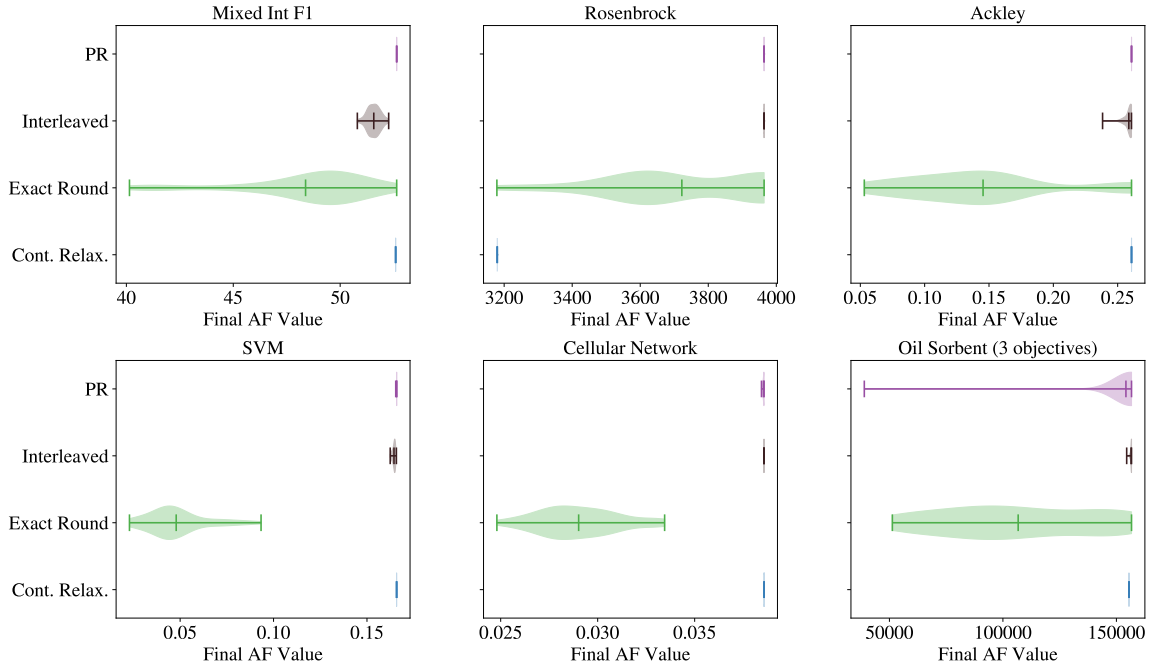 Mixed Int F1
Rosenbrock
Ackley
PR
Interleaved
Exact Round
Cont. Relax.
40 45 50
3200 3400 3600 3800 4000
0.05 0.10 0.15 0.20 0.25
Final AF Value
Final AF Value
Final AF Value
SVM
Cellular Network
Oil Sorbent (3 objectives)
PR
Interleaved
Exact Round
Cont. Relax.
0.05 0.10 0.15
0.025 0.030 0.035
50000 100000 150000
Final AF Value
Final AF Value
Final AF Value